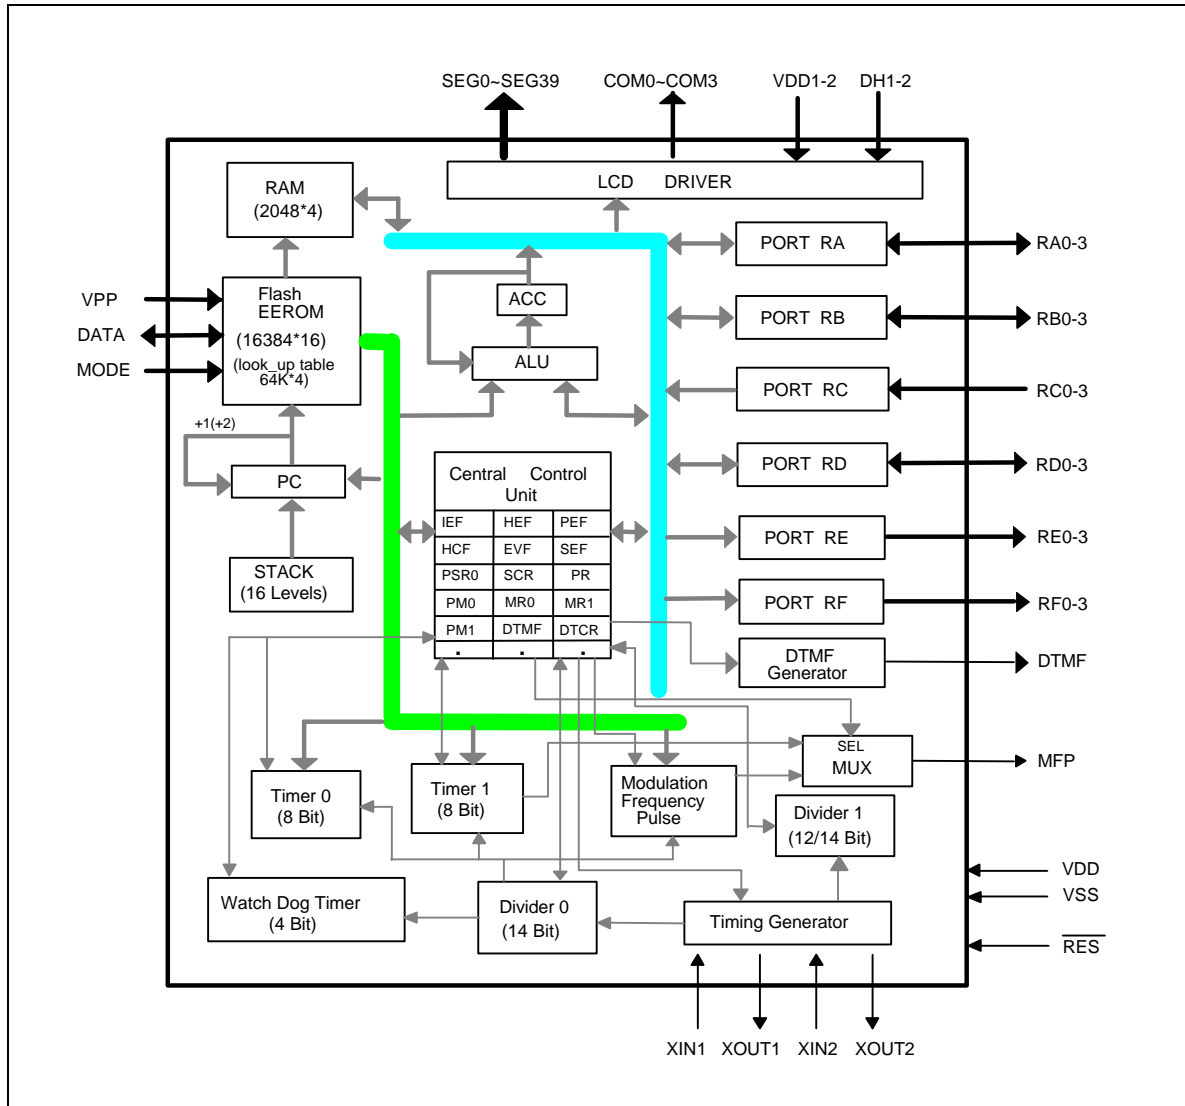 SEG0~SEG39
COM0~COM3
VDD1-2
DH1-2
LCD DRIVER
RAM
(2048*4)
PORT RA
RA0-3
VPP
DATA
MODE
Flash
EEROM
(16384*16)
(look_up table
64K*4)
ACC
ALU
PORT RB
RB0-3
PORT RC
RC0-3
+1(+2)
PC
PORT RD
RD0-3
Central Control
Unit
IEF HEF PEF
HCF EVF SEF
PSR0 SCR PR
PM0 MR0 MR1
PM1 DTMF DTCR
. . .
STACK
(16 Levels)
PORT RE
RE0-3
PORT RF
RF0-3
DTMF
Generator
DTMF
SEL
MUX
MFP
Timer 0
(8 Bit)
Timer 1
(8 Bit)
Modulation
Frequency
Pulse
Divider 1
(12/14 Bit)
VDD
VSS
RES
Watch Dog Timer
(4 Bit)
Divider 0
(14 Bit)
Timing Generator
XIN1
XOUT1
XIN2
XOUT2